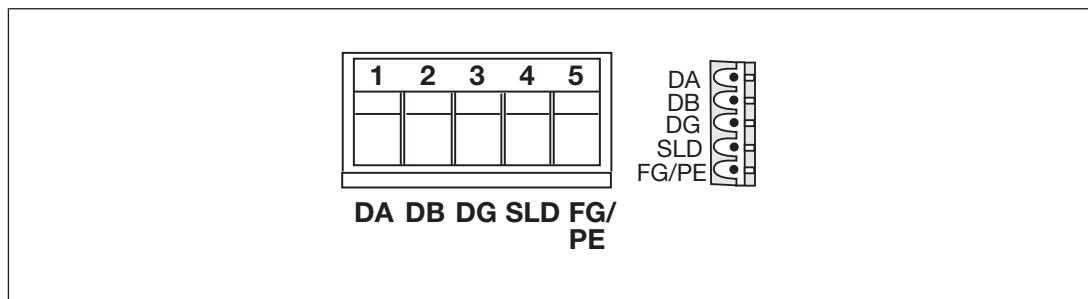 1 2 3 4 5
DA DB DG SLD FG/
PE
DA
DB
DG
SLD
FG/PE